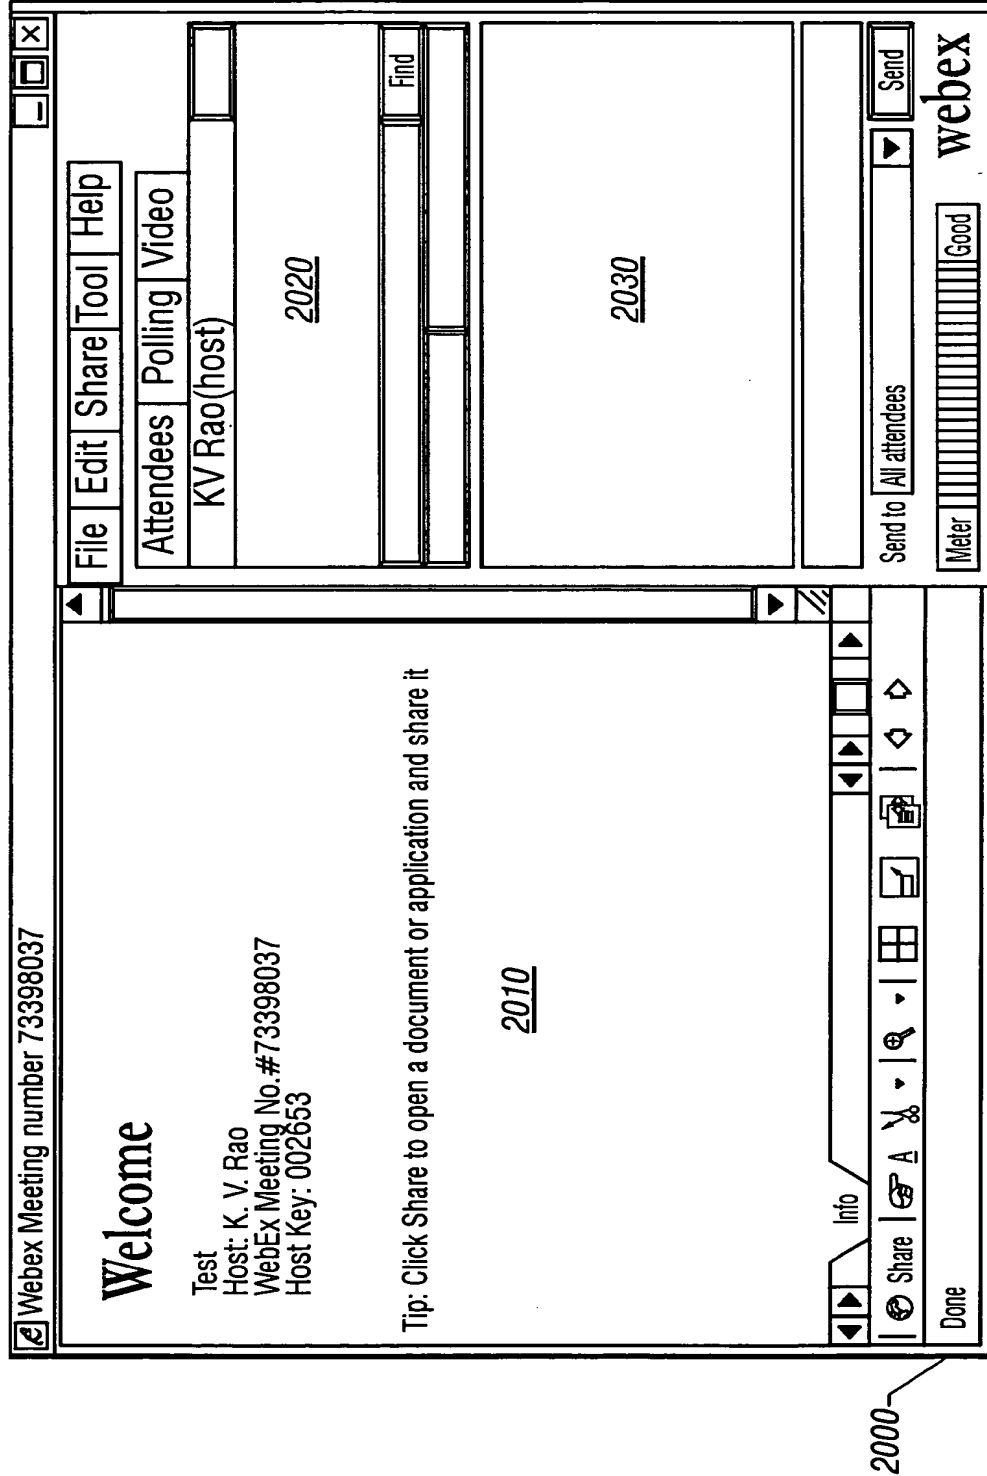 Webex Meeting number 73398037
Welcome
Test
Host: K. V. Rao
WebEx Meeting No.#73398037
Host Key: 002653
Tip: Click Share to open a document or application and share it
2010
Info
Share
A
Done
File Edit Share Tool Help
Attendees Polling Video
KV Rao(host)
2020
Find
2030
Send to All attendees Send
Meter Good webex
2000